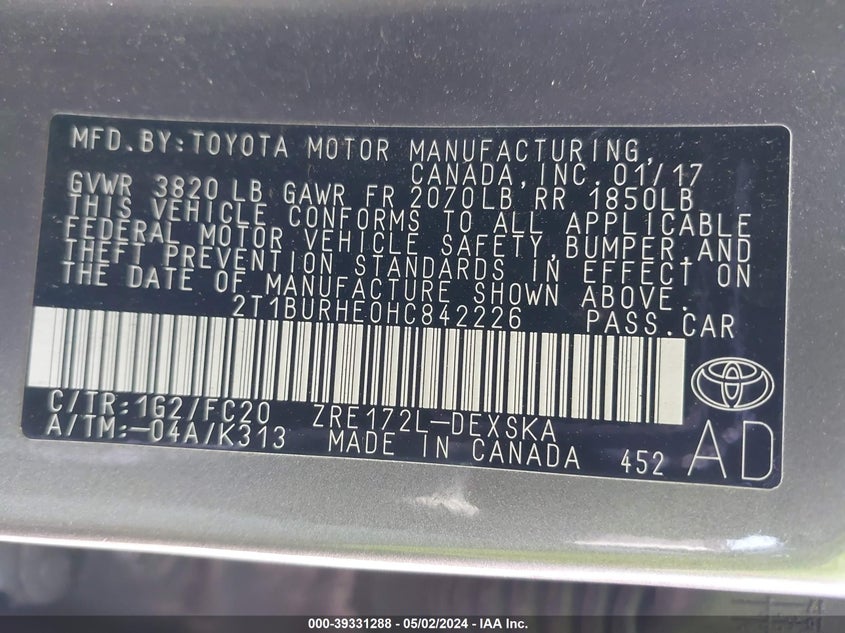 MFD. BY: TOYOTA MOTOR MANUFACTURING,
CANADA, INC. 01/17
GVWR 3820 LB GAWR FR 2070LB RR 1850LB
THIS VEHICLE CONFORMS TO ALL APPLICABLE
FEDERAL MOTOR VEHICLE SAFETY, BUMPER, AND
THEFT PREVENTION STANDARDS IN EFFECT ON
THE DATE OF MANUFACTURE SHOWN ABOVE.
2T1BURHE0HC842226 PASS. CAR
C/TR: 1G2/FC20 ZRE172L-DEXSKA
A/TM: -04A/K313 MADE IN CANADA 452 AD
000-39331288 - 05/02/2024 - IAA Inc.